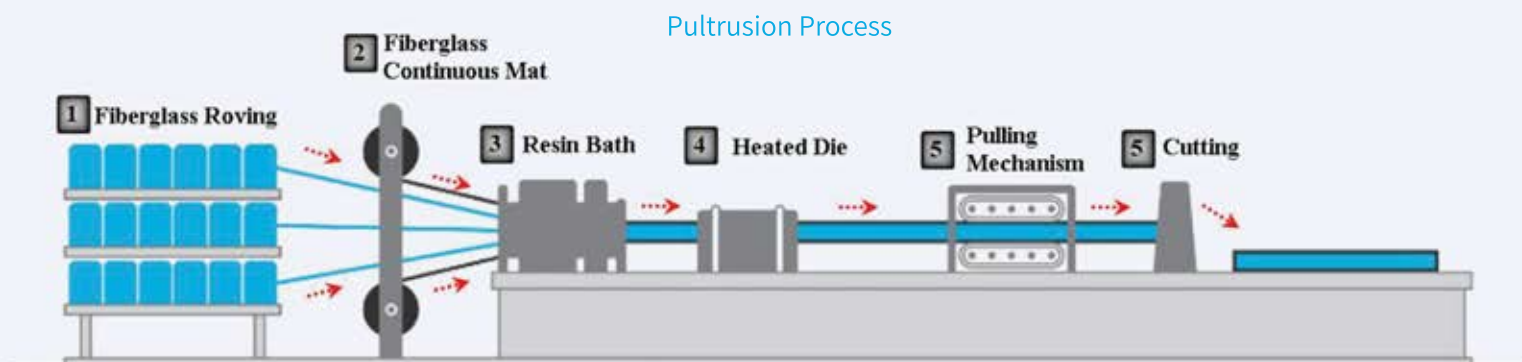 Pultrusion Process
2 Fiberglass
Continuous Mat
1 Fiberglass Roving
3 Resin Bath
4 Heated Die
5 Pulling
Mechanism
5 Cutting